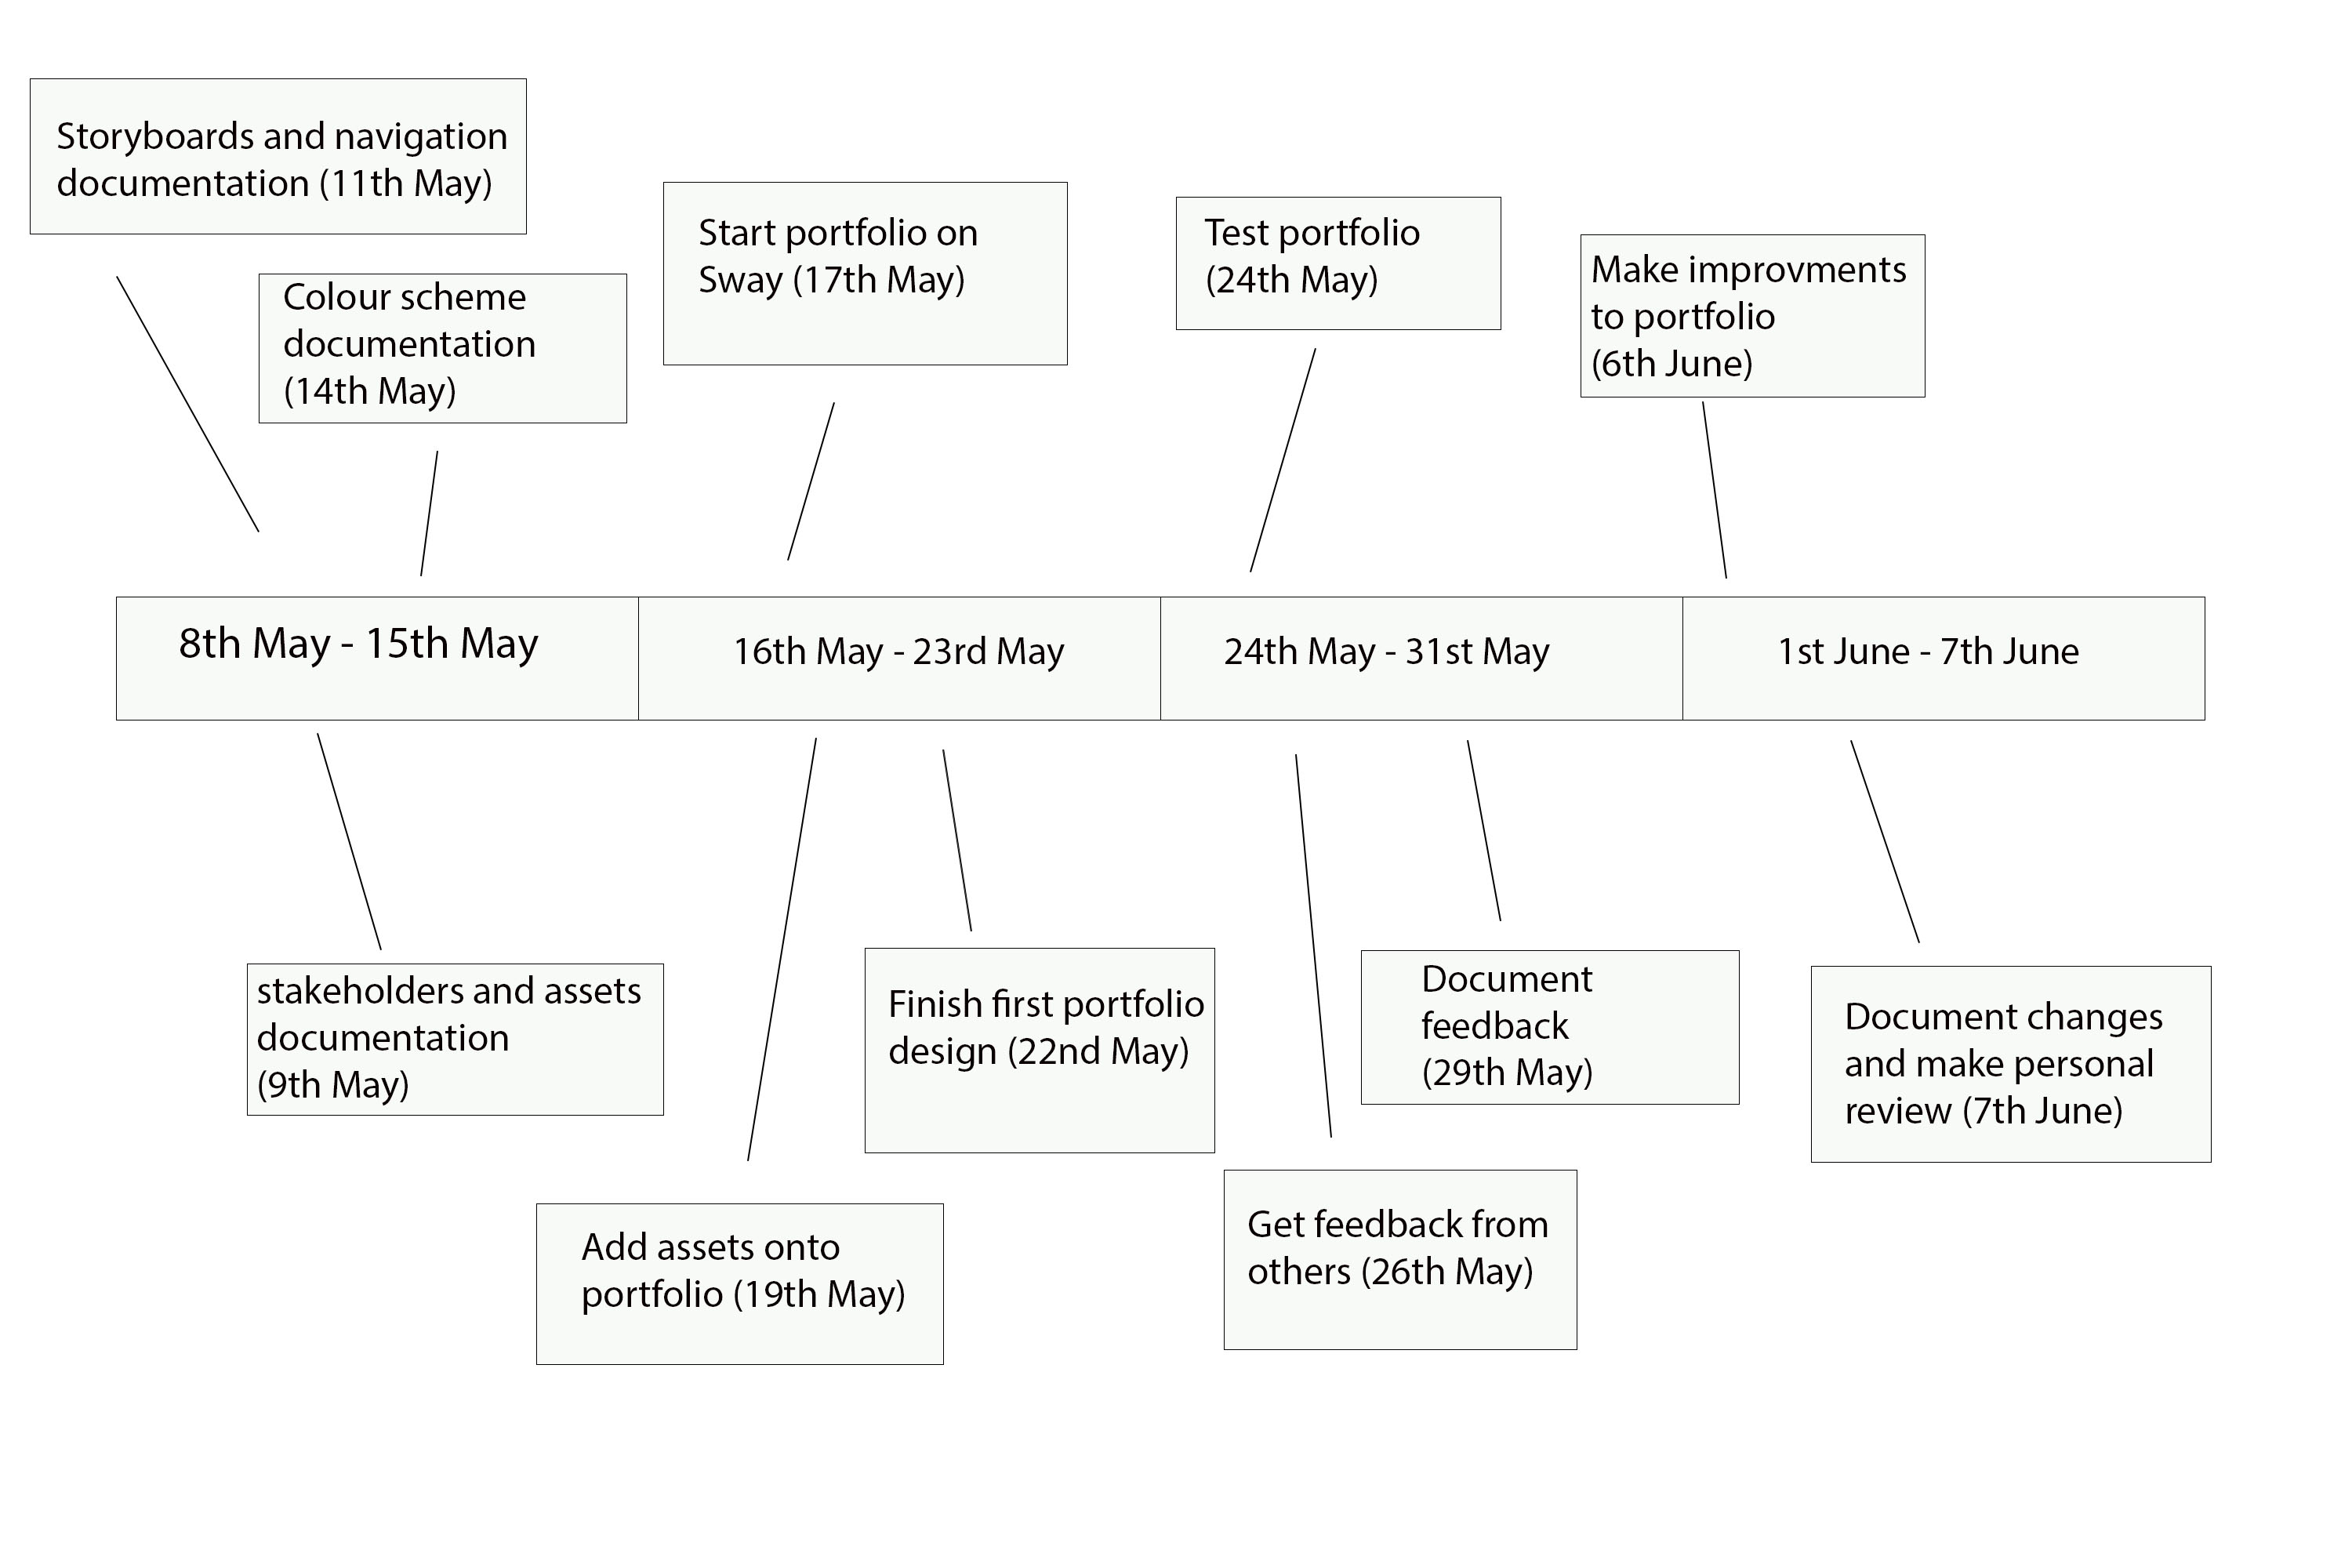 Storyboards and navigation
documentation (11th May)
Colour scheme
documentation
(14th May)
Start portfolio on
Sway (17th May)
Test portfolio
(24th May)
Make improvments
to portfolio
(6th June)
8th May - 15th May
16th May - 23rd May
24th May - 31st May
1st June - 7th June
stakeholders and assets
documentation
(9th May)
Add assets onto
portfolio (19th May)
Finish first portfolio
design (22nd May)
Get feedback from
others (26th May)
Document
feedback
(29th May)
Document changes
and make personal
review (7th June)